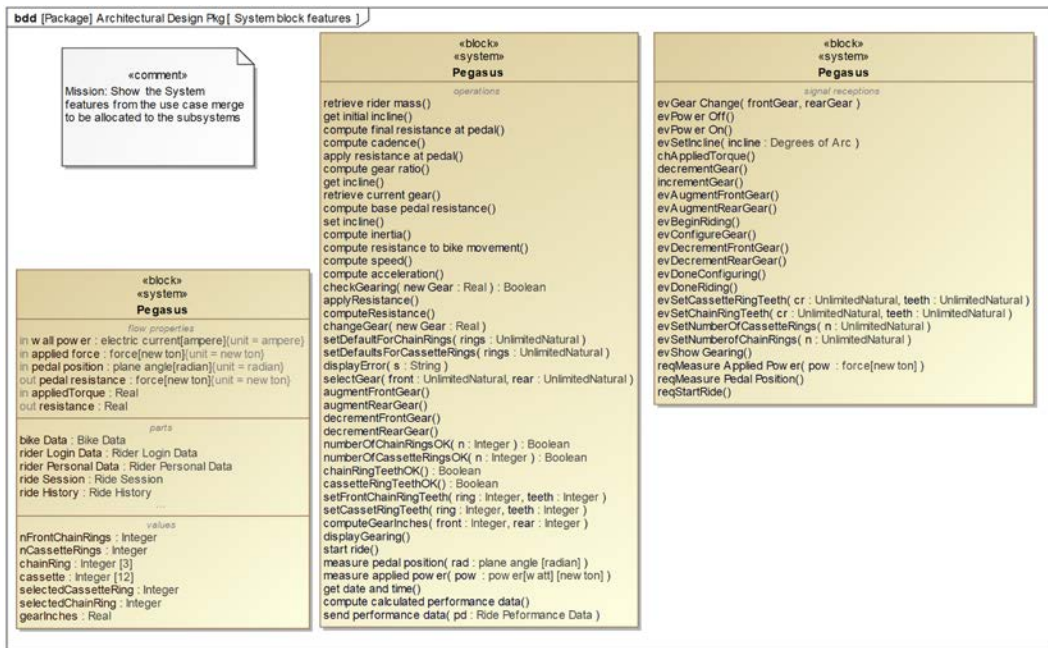 bdd [Package] Architectural Design Pkg [ System block features ]
«comment»
Mission: Show the System
features from the use case merge
to be allocated to the subsystems
«block»
«system»
Pegasus
flow properties
in wall power : electric current[ampere]{unit = ampere}
in applied force : force[newton]{unit = newton}
in pedal position : plane angle[radian]{unit = radian}
out pedal resistance : force[newton]{unit = newton}
in appliedTorque : Real
out resistance : Real
parts
bike Data : Bike Data
rider Login Data : Rider Login Data
rider Personal Data : Rider Personal Data
ride Session : Ride Session
ride History : Ride History
...
values
nFrontChainRings : Integer
nCassetteRings : Integer
chainRing : Integer [3]
cassette : Integer [12]
selectedCassetteRing : Integer
selectedChainRing : Integer
gearInches : Real
«block»
«system»
Pegasus
operations
retrieve rider mass()
get initial incline()
compute final resistance at pedal()
compute cadence()
apply resistance at pedal()
compute gear ratio()
get incline()
retrieve current gear()
compute base pedal resistance()
set incline()
compute inertia()
compute resistance to bike movement()
compute speed()
compute acceleration()
checkGearing( new Gear : Real ) : Boolean
applyResistance()
computeResistance()
changeGear( new Gear : Real )
setDefaultForChainRings( rings : UnlimitedNatural )
setDefaultsForCassetteRings( rings : UnlimitedNatural )
displayError( s : String )
selectGear( front : UnlimitedNatural, rear : UnlimitedNatural )
augmentFrontGear()
augmentRearGear()
decrementFrontGear()
decrementRearGear()
numberOfChainRingsOK( n : Integer ) : Boolean
numberOfCassetteRingsOK( n : Integer ) : Boolean
chainRingTeethOK() : Boolean
cassetteRingTeethOK() : Boolean
setFrontChainRingTeeth( ring : Integer, teeth : Integer )
setCassetRingTeeth( ring : Integer, teeth : Integer )
computeGearInches( front : Integer, rear : Integer )
displayGearing()
start ride()
measure pedal position( rad : plane angle [radian] )
measure applied power( pow : power[watt] [newton] )
get date and time()
compute calculated performance data()
send performance data( pd : Ride Peformance Data )
«block»
«system»
Pegasus
signal receptions
evGear Change( frontGear, rearGear )
evPower Off()
evPower On()
evSetIncline( incline : Degrees of Arc )
chAppliedTorque()
decrementGear()
incrementGear()
evAugmentFrontGear()
evAugmentRearGear()
evBeginRiding()
evConfigureGear()
evDecrementFrontGear()
evDecrementRearGear()
evDoneConfiguring()
evDoneRiding()
evSetCassetteRingTeeth( cr : UnlimitedNatural, teeth : UnlimitedNatural )
evSetChainRingTeeth( cr : UnlimitedNatural, teeth : UnlimitedNatural )
evSetNumberOfCassetteRings( n : UnlimitedNatural )
evSetNunberofChainRings( n : UnlimitedNatural )
evShow Gearing()
reqMeasure Applied Power( pow : force[newton] )
reqMeasure Pedal Position()
reqStartRide()